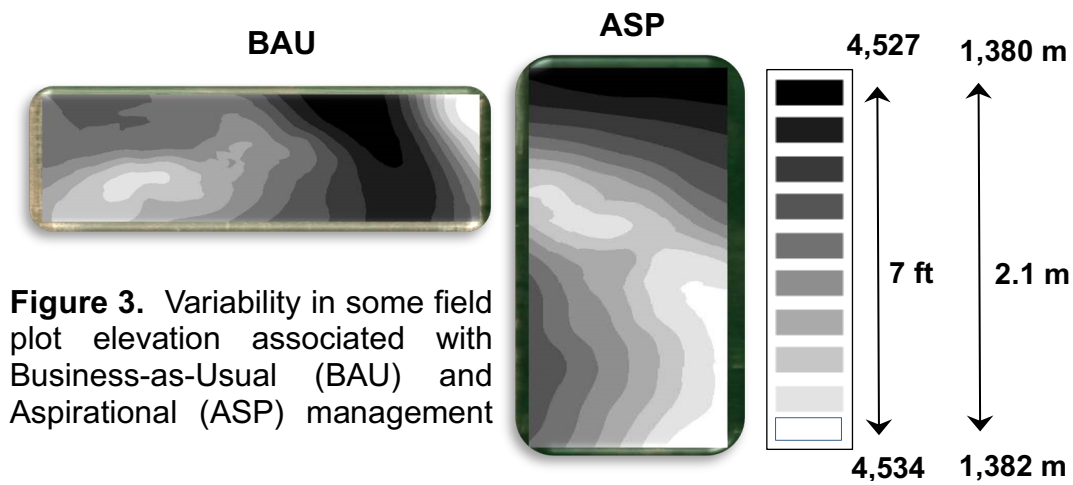 BAU
ASP
4,527
1,380 m
7 ft
2.1 m
Figure 3. Variability in some field
plot elevation associated with
Business-as-Usual (BAU) and
Aspirational (ASP) management
4,534
1,382 m